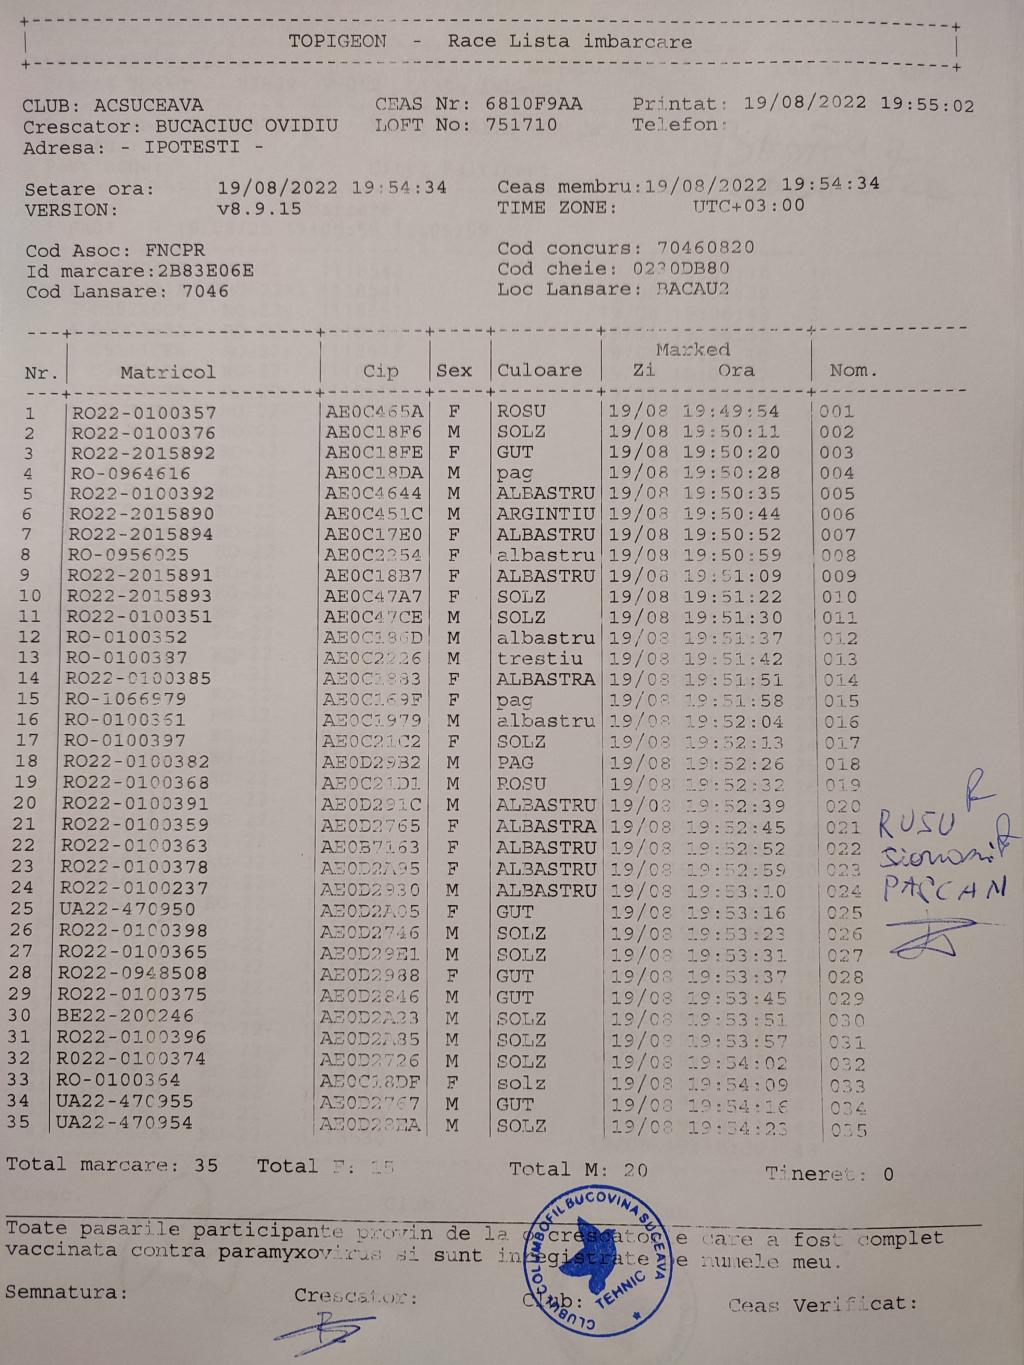 TOPIGEON - Race Lista imbarcare
CLUB: ACSUCEAVA CEAS Nr: 6810F9AA Printat: 19/08/2022 19:55:02
Crescator: BUCACIUC OVIDIU LOFT No: 751710 Telefon:
Adresa: - IPOTESTI -
Setare ora: 19/08/2022 19:54:34 Ceas membru:19/08/2022 19:54:34
VERSION: v8.9.15 TIME ZONE: UTC+03:00
Cod Asoc: FNCPR Cod concurs: 70460820
Id marcare:2B83E06E Cod cheie: 0230DB80
Cod Lansare: 7046 Loc Lansare: BACAU2
Marked
Nr. Matricol Cip Sex Culoare Zi Ora Nom.
1 RO22-0100357 AE0C465A F ROSU 19/08 19:49:54 001
2 RO22-0100376 AE0C18F6 M SOLZ 19/08 19:50:11 002
3 RO22-2015892 AE0C18FE F GUT 19/08 19:50:20 003
4 RO-0964616 AE0C18DA M pag 19/08 19:50:28 004
5 RO22-0100392 AE0C4644 M ALBASTRU 19/08 19:50:35 005
6 RO22-2015890 AE0C451C M ARGINTIU 19/08 19:50:44 006
7 RO22-2015894 AE0C17E0 F ALBASTRU 19/08 19:50:52 007
8 RO-0956025 AE0C2254 F albastru 19/08 19:50:59 008
9 RO22-2015891 AE0C18B7 F ALBASTRU 19/08 19:51:09 009
10 RO22-2015893 AE0C47A7 F SOLZ 19/08 19:51:22 010
11 RO22-0100351 AE0C47CE M SOLZ 19/08 19:51:30 011
12 RO-0100352 AE0C186D M albastru 19/08 19:51:37 012
13 RO-0100387 AE0C2226 M trestiu 19/08 19:51:42 013
14 RO22-0100385 AE0C1883 F ALBASTRA 19/08 19:51:51 014
15 RO-1066979 AE0C169F F pag 19/08 19:51:58 015
16 RO-0100361 AE0C1979 M albastru 19/08 19:52:04 016
17 RO-0100397 AE0C21C2 F SOLZ 19/08 19:52:13 017
18 RO22-0100382 AE0D29B2 M PAG 19/08 19:52:26 018
19 RO22-0100368 AE0C21D1 M ROSU 19/08 19:52:32 019
20 RO22-0100391 AE0D291C M ALBASTRU 19/08 19:52:39 020
21 RO22-0100359 AE0D2765 F ALBASTRA 19/08 19:52:45 021 RUSU
22 RO22-0100363 AE0B7163 F ALBASTRU 19/08 19:52:52 022
23 RO22-0100378 AE0D2A95 F ALBASTRU 19/08 19:52:59 023
24 RO22-0100237 AE0D2930 M ALBASTRU 19/08 19:53:10 024
25 UA22-470950 AE0D2A05 F GUT 19/08 19:53:16 025
26 RO22-0100398 AE0D2746 M SOLZ 19/08 19:53:23 026
27 RO22-0100365 AE0D29E1 M SOLZ 19/08 19:53:31 027
28 RO22-0948508 AE0D2988 F GUT 19/08 19:53:37 028
29 RO22-0100375 AE0D2846 M GUT 19/08 19:53:45 029
30 BE22-200246 AE0D2A23 M SOLZ 19/08 19:53:51 030
31 RO22-0100396 AE0D2A85 M SOLZ 19/08 19:53:57 031
32 R022-0100374 AE0D2726 M SOLZ 19/08 19:54:02 032
33 RO-0100364 AE0C18DF F solz 19/08 19:54:09 033
34 UA22-470955 AE0D2767 M GUT 19/08 19:54:16 034
35 UA22-470954 AE0D28EA M SOLZ 19/08 19:54:23 035
Total marcare: 35 Total F: 15 Total M: 20 Tineret: 0
Toate pasarile participante provin de la o crescatorie care a fost complet
vaccinata contra paramyxovirus si sunt inregistrate pe numele meu.
Semnatura: Crescator: Club: Ceas Verificat:
CLUBUL COLUMBOFIL BUCOVINA SUCEAVA
TEHNIC